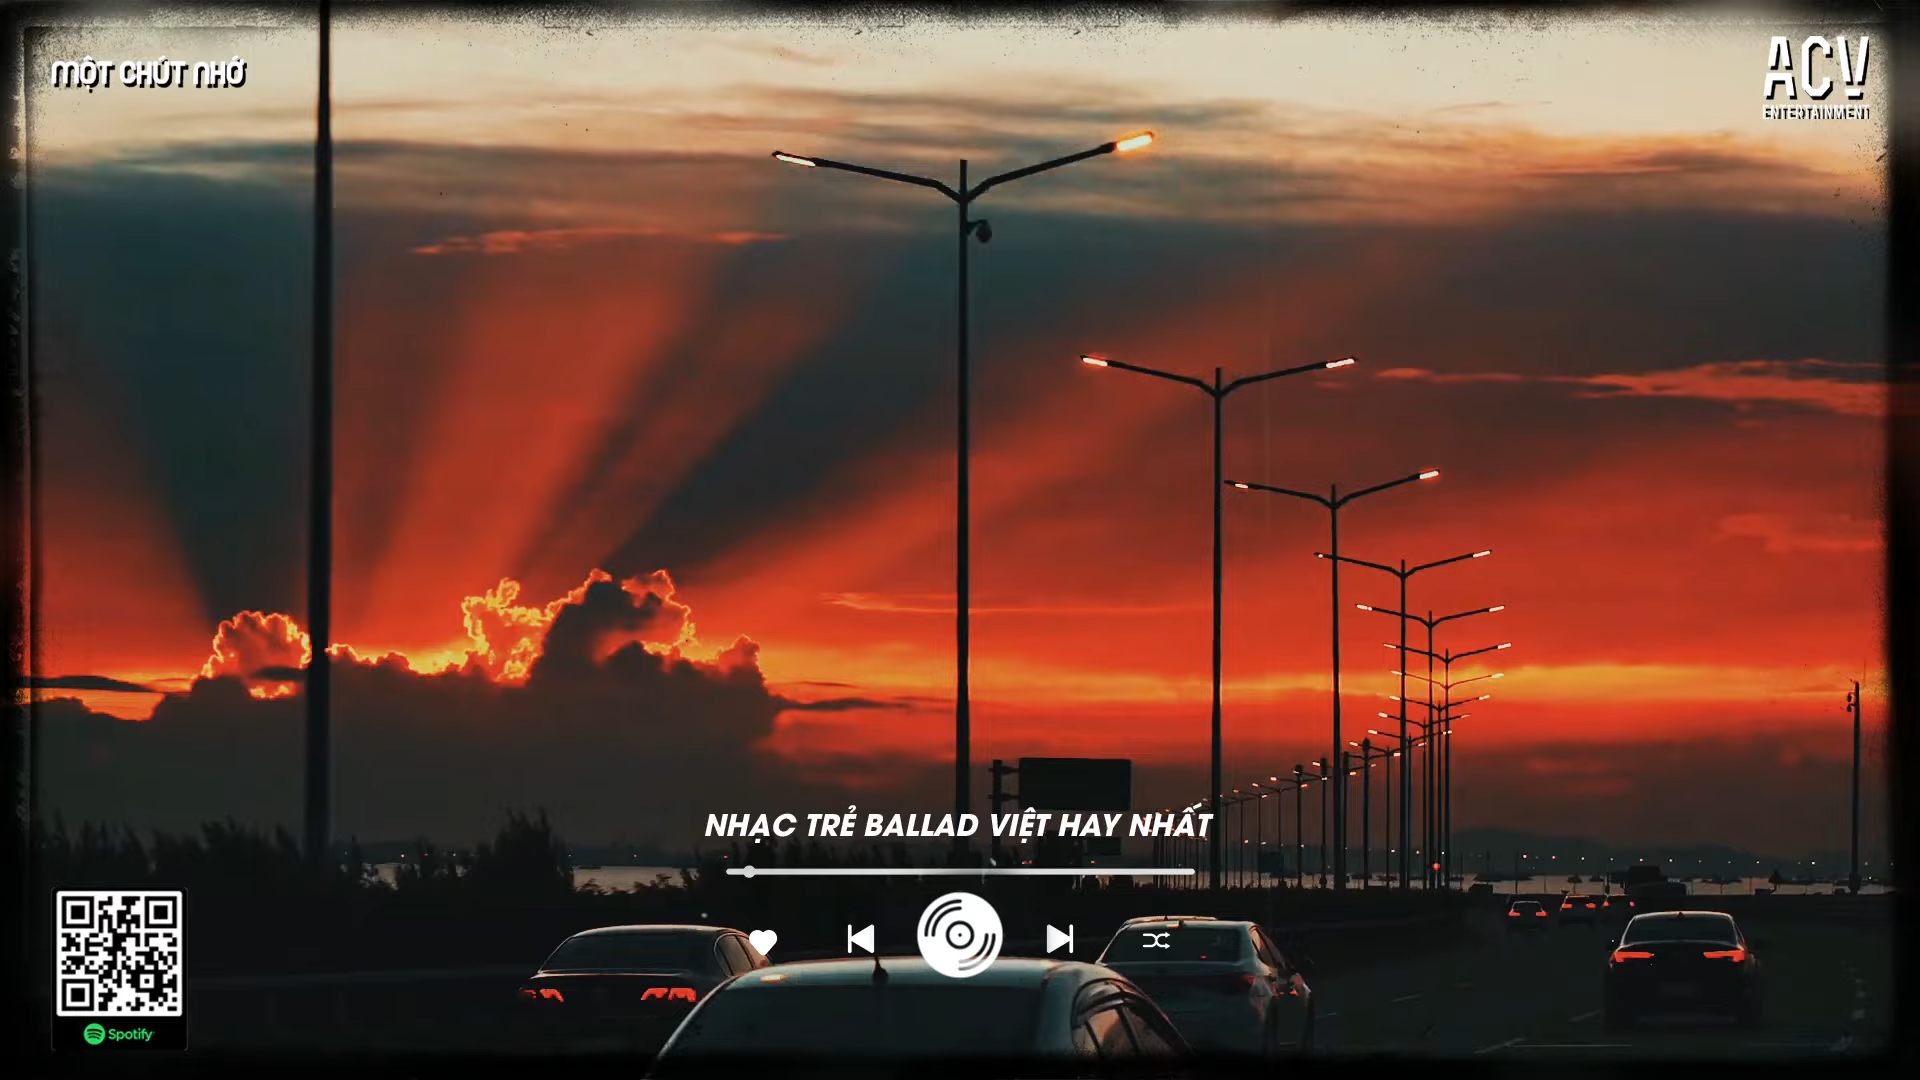 MỘT CHÚT NHỚ
ACV
ENTERTAINMENT
NHẠC TRẺ BALLAD VIỆT HAY NHẤT
Spotify